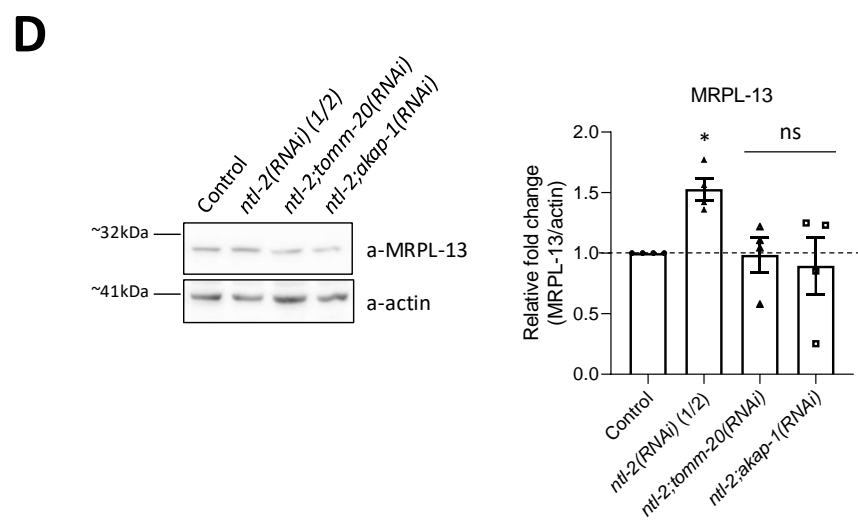 D
Control
ntl-2(RNAi) (1/2)
ntl-2;tomm-20(RNAi)
ntl-2;akap-1(RNAi)
~32kDa
a-MRPL-13
~41kDa
a-actin
MRPL-13
Relative fold change
(MRPL-13/actin)
2.0
1.5
1.0
0.5
0.0
*
ns
Control
ntl-2(RNAi) (1/2)
ntl-2;tomm-20(RNAi)
ntl-2;akap-1(RNAi)